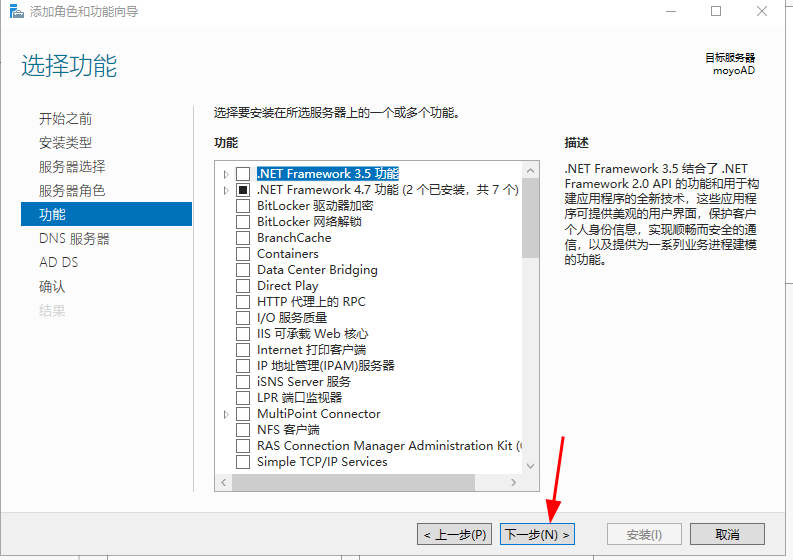 添加角色和功能向导
选择功能
目标服务器
moyoAD
开始之前
安装类型
服务器选择
服务器角色
功能
DNS 服务器
AD DS
确认
结果
选择要安装在所选服务器上的一个或多个功能。
功能
.NET Framework 3.5 功能
.NET Framework 4.7 功能 (2 个已安装，共 7 个)
BitLocker 驱动器加密
BitLocker 网络解锁
BranchCache
Containers
Data Center Bridging
Direct Play
HTTP 代理上的 RPC
I/O 服务质量
IIS 可承载 Web 核心
Internet 打印客户端
IP 地址管理(IPAM)服务器
iSNS Server 服务
LPR 端口监视器
MultiPoint Connector
NFS 客户端
RAS Connection Manager Administration Kit (
Simple TCP/IP Services
描述
.NET Framework 3.5 结合了 .NET
Framework 2.0 API 的功能和用于构
建应用程序的全新技术，这些应用程
序可提供美观的用户界面，保护客户
个人身份信息，实现顺畅而安全的通
信，以及提供为一系列业务进程建模
的功能。
< 上一步(P)
下一步(N) >
安装(I)
取消